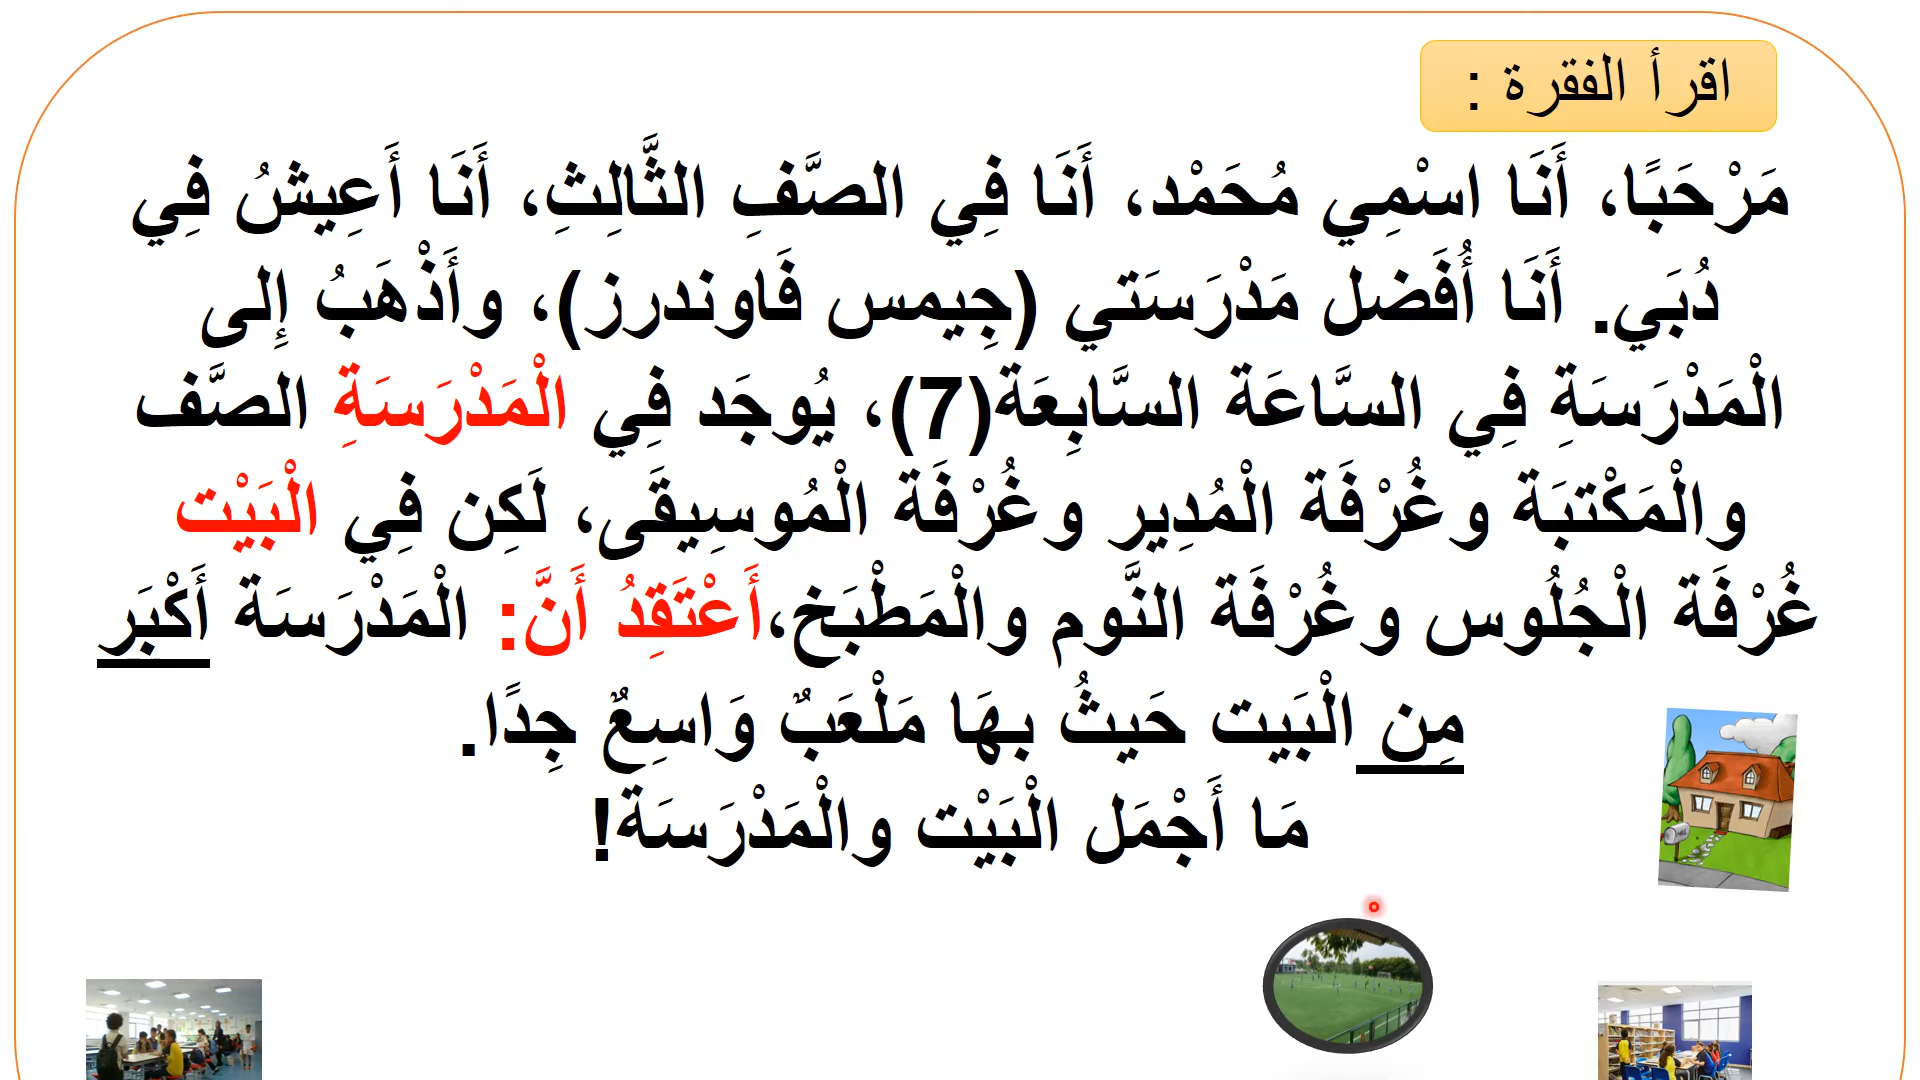 اقرأ الفقرة :
مَرْحَبًا، أَنَا اسْمِي مُحَمْد، أَنَا فِي الصَّفِ الثَّالِثِ، أَنَا أَعِيشُ فِي
دُبَي. أَنَا أُفَضل مَدْرَسَتي (جِيمس فَاوندرز)، وأَذْهَبُ إِلى
الْمَدْرَسَةِ فِي السَّاعَة السَّابِعَة(7)، يُوجَد فِي الْمَدْرَسَةِ الصَّف
والْمَكْتبَة وغُرْفَة الْمُدِير وغُرْفَة الْمُوسِيقَى، لَكِن فِي الْبَيْت
غُرْفَة الْجُلُوس وغُرْفَة النَّوم والْمَطْبَخ،أَعْتَقِدُ أَنَّ: الْمَدْرَسَة أَكْبَر
مِن الْبَيت حَيثُ بهَا مَلْعَبٌ وَاسِعٌ جِدًا.
مَا أَجْمَل الْبَيْت والْمَدْرَسَة!